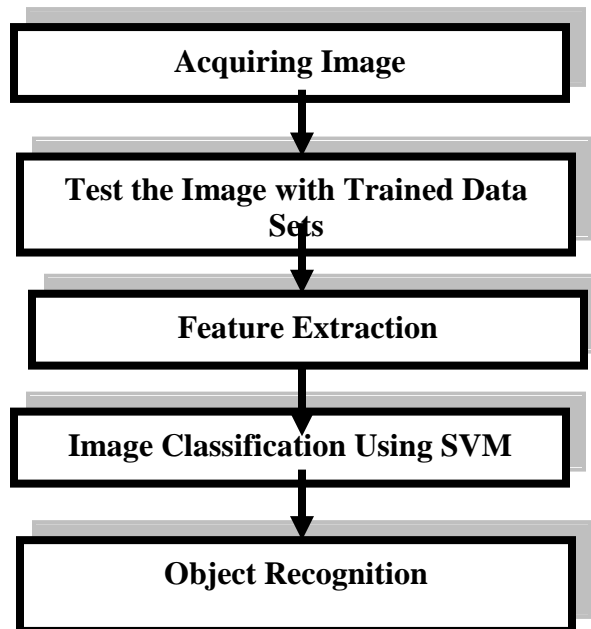 Acquiring Image
Test the Image with Trained Data
Sets
Feature Extraction
Image Classification Using SVM
Object Recognition